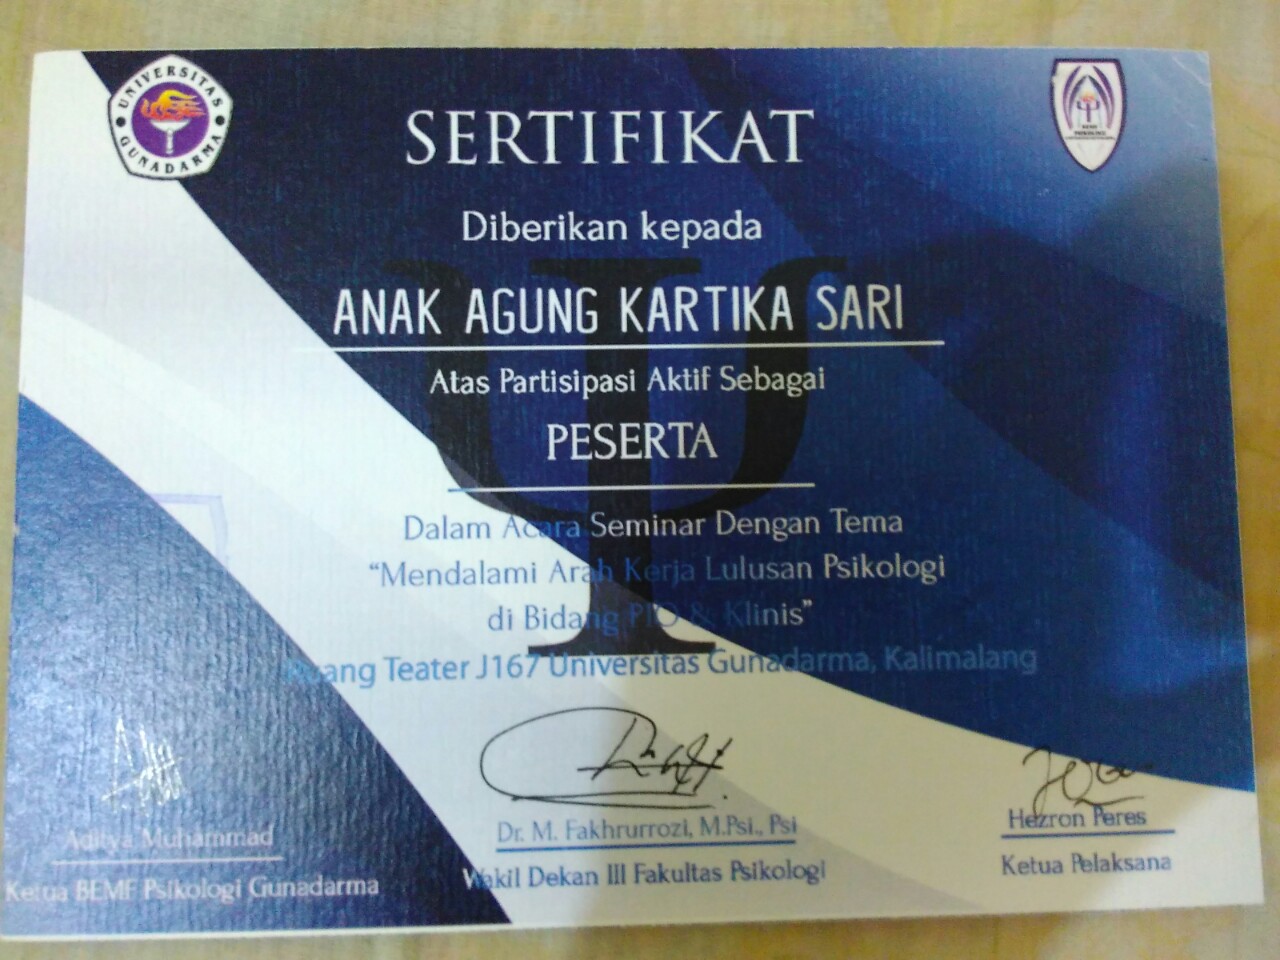 UNIVERSITAS GUNADARMA
SERTIFIKAT
Diberikan kepada
ANAK AGUNG KARTIKA SARI
Atas Partisipasi Aktif Sebagai
PESERTA
Dalam Acara Seminar Dengan Tema
“Mendalami Arah Kerja Lulusan Psikologi
di Bidang PIO & Klinis”
Ruang Teater J167 Universitas Gunadarma, Kalimalang
Aditya Muhammad
Ketua BEMF Psikologi Gunadarma
Dr. M. Fakhrurrozi, M.Psi., Psi
Wakil Dekan III Fakultas Psikologi
Hezron Peres
Ketua Pelaksana